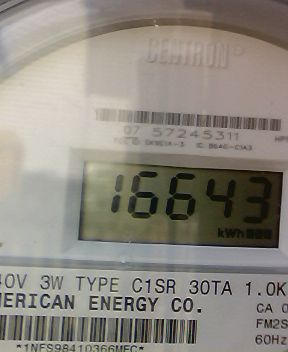 CENTRON®
07 57245311
16643
kWh
40V 3W TYPE C1SR 30TA 1.0K
MERICAN ENERGY CO.
CA 0
FM2S
60Hz
*1NFS98410366MEC*